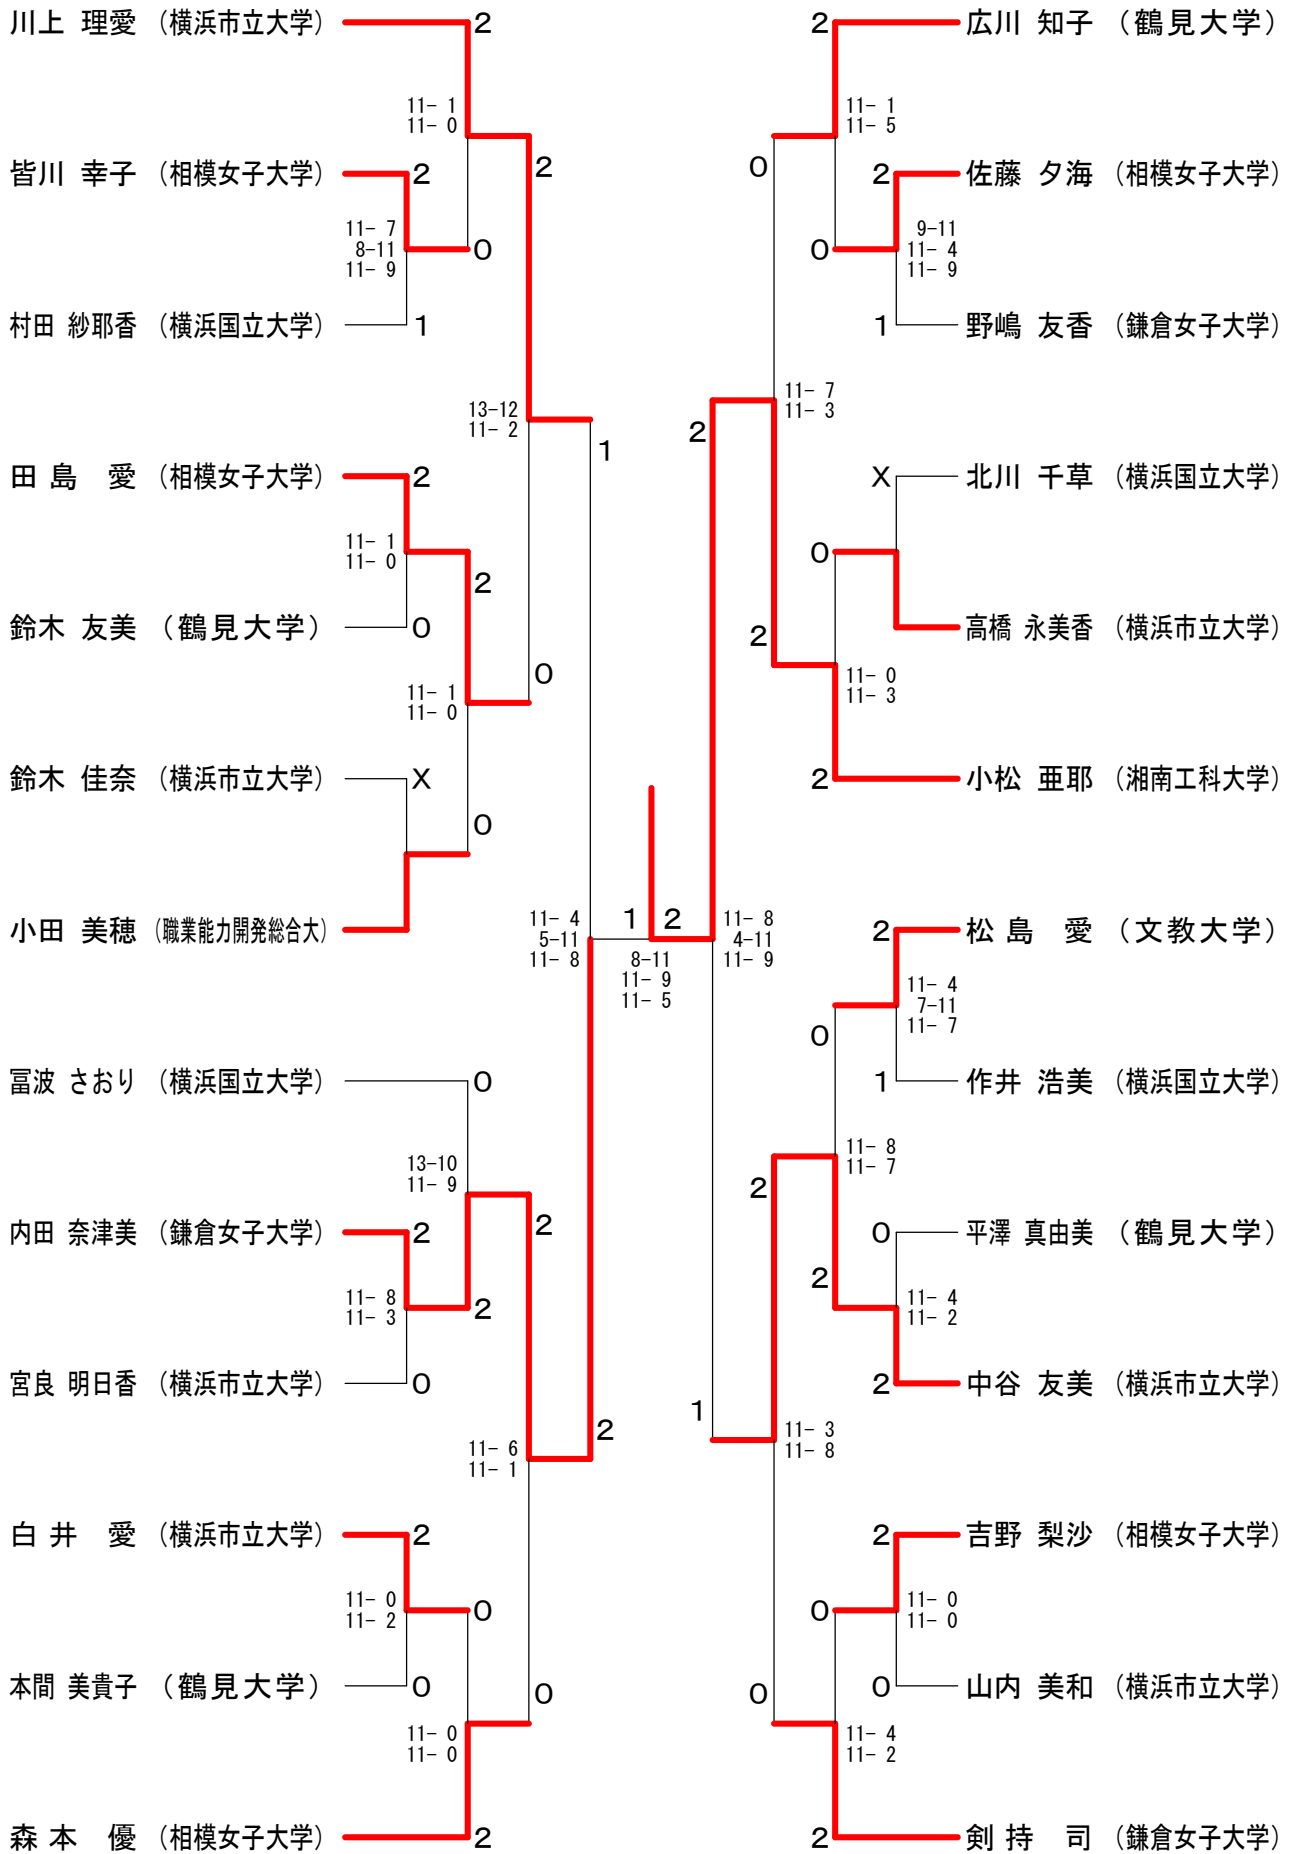 川上 理愛 (横浜市立大学) 2
11- 1
11- 0
2
皆川 幸子 (相模女子大学) 2
11- 7
8-11
11- 9
0
村田 紗耶香 (横浜国立大学) 1
13-12
11- 2
1
田島 愛 (相模女子大学) 2
11- 1
11- 0
2
鈴木 友美 (鶴見大学) 0
0
11- 1
11- 0
鈴木 佳奈 (横浜市立大学) X
0
小田 美穂 (職業能力開発総合大)
11- 4
5-11
11- 8
冨波 さおり (横浜国立大学) 0
13-10
11- 9
内田 奈津美 (鎌倉女子大学) 2
2
11- 8
11- 3
2
宮良 明日香 (横浜市立大学) 0
2
11- 6
11- 1
白井 愛 (横浜市立大学) 2
11- 0
11- 2
0
本間 美貴子 (鶴見大学) 0
0
11- 0
11- 0
森本 優 (相模女子大学) 2
1 2
8-11
11- 9
11- 5
2 広川 知子 (鶴見大学)
11- 1
11- 5
0
2 佐藤 夕海 (相模女子大学)
9-11
11- 4
11- 9
0
1 野嶋 友香 (鎌倉女子大学)
11- 7
11- 3
2
X 北川 千草 (横浜国立大学)
0
高橋 永美香 (横浜市立大学)
2
11- 0
11- 3
2 小松 亜耶 (湘南工科大学)
11- 8
4-11
11- 9
2 松島 愛 (文教大学)
11- 4
7-11
11- 7
0
1 作井 浩美 (横浜国立大学)
11- 8
11- 7
2
0 平澤 真由美 (鶴見大学)
2
11- 4
11- 2
2 中谷 友美 (横浜市立大学)
1
11- 3
11- 8
2 吉野 梨沙 (相模女子大学)
11- 0
11- 0
0
0 山内 美和 (横浜市立大学)
0
11- 4
11- 2
2 剣持 司 (鎌倉女子大学)